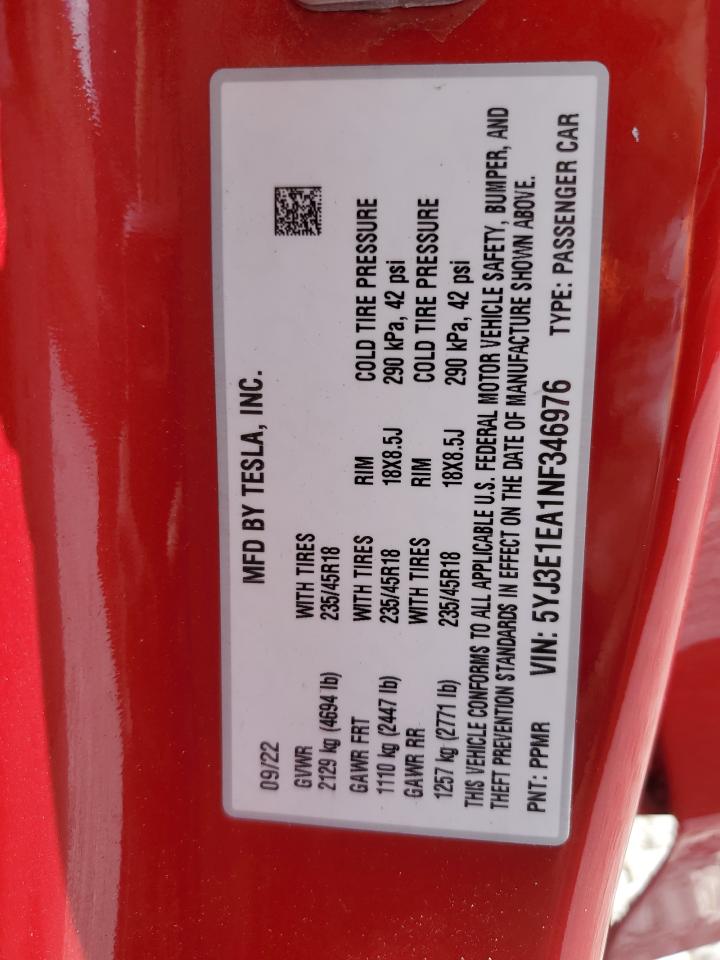 MFD BY TESLA, INC.
09/22
GVWR WITH TIRES
2129 kg (4694 lb) 235/45R18
GAWR FRT WITH TIRES RIM COLD TIRE PRESSURE
1110 kg (2447 lb) 235/45R18 18X8.5J 290 kPa, 42 psi
GAWR RR WITH TIRES RIM COLD TIRE PRESSURE
1257 kg (2771 lb) 235/45R18 18X8.5J 290 kPa, 42 psi
THIS VEHICLE CONFORMS TO ALL APPLICABLE U.S. FEDERAL MOTOR VEHICLE SAFETY, BUMPER, AND
THEFT PREVENTION STANDARDS IN EFFECT ON THE DATE OF MANUFACTURE SHOWN ABOVE.
PNT: PPMR VIN: 5YJ3E1EA1NF346976 TYPE: PASSENGER CAR